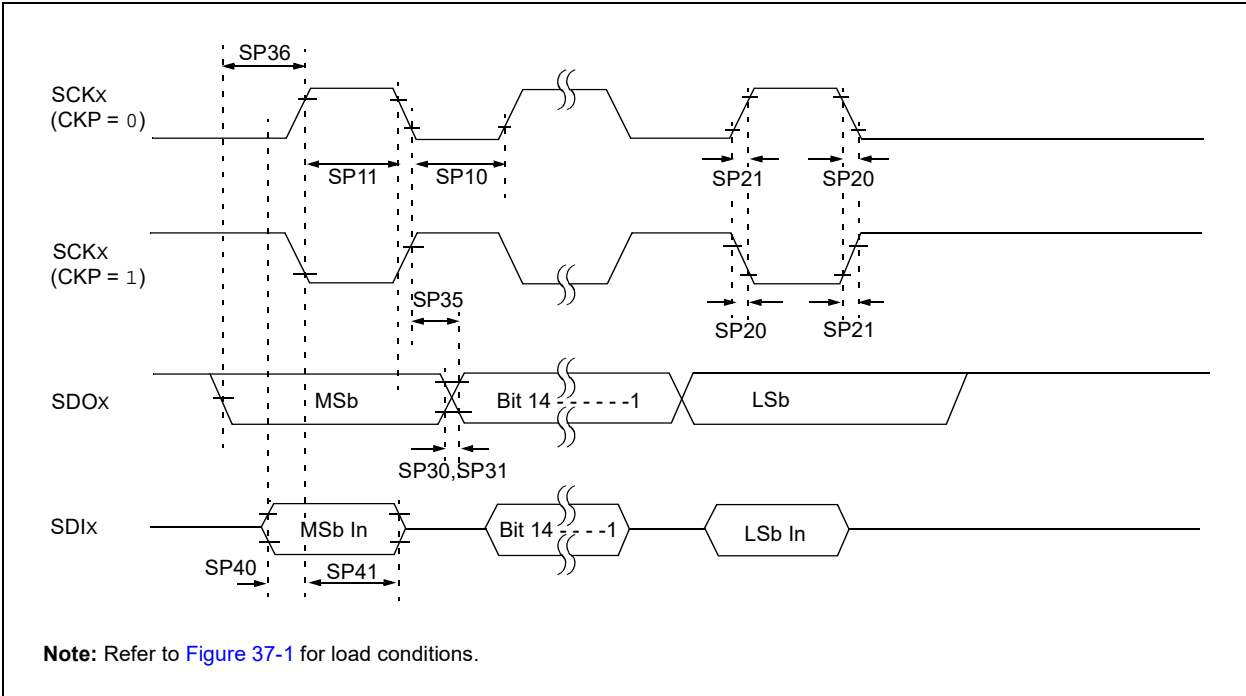 SP36
SCKx
(CKP = 0)
SP11
SP10
SP21
SP20
SCKx
(CKP = 1)
SP35
SP20
SP21
SDOx
MSb
Bit 14 - - - - - -1
LSb
SP30,SP31
SDIx
MSb In
Bit 14 - - - -1
LSb In
SP40
SP41
Note: Refer to Figure 37-1 for load conditions.